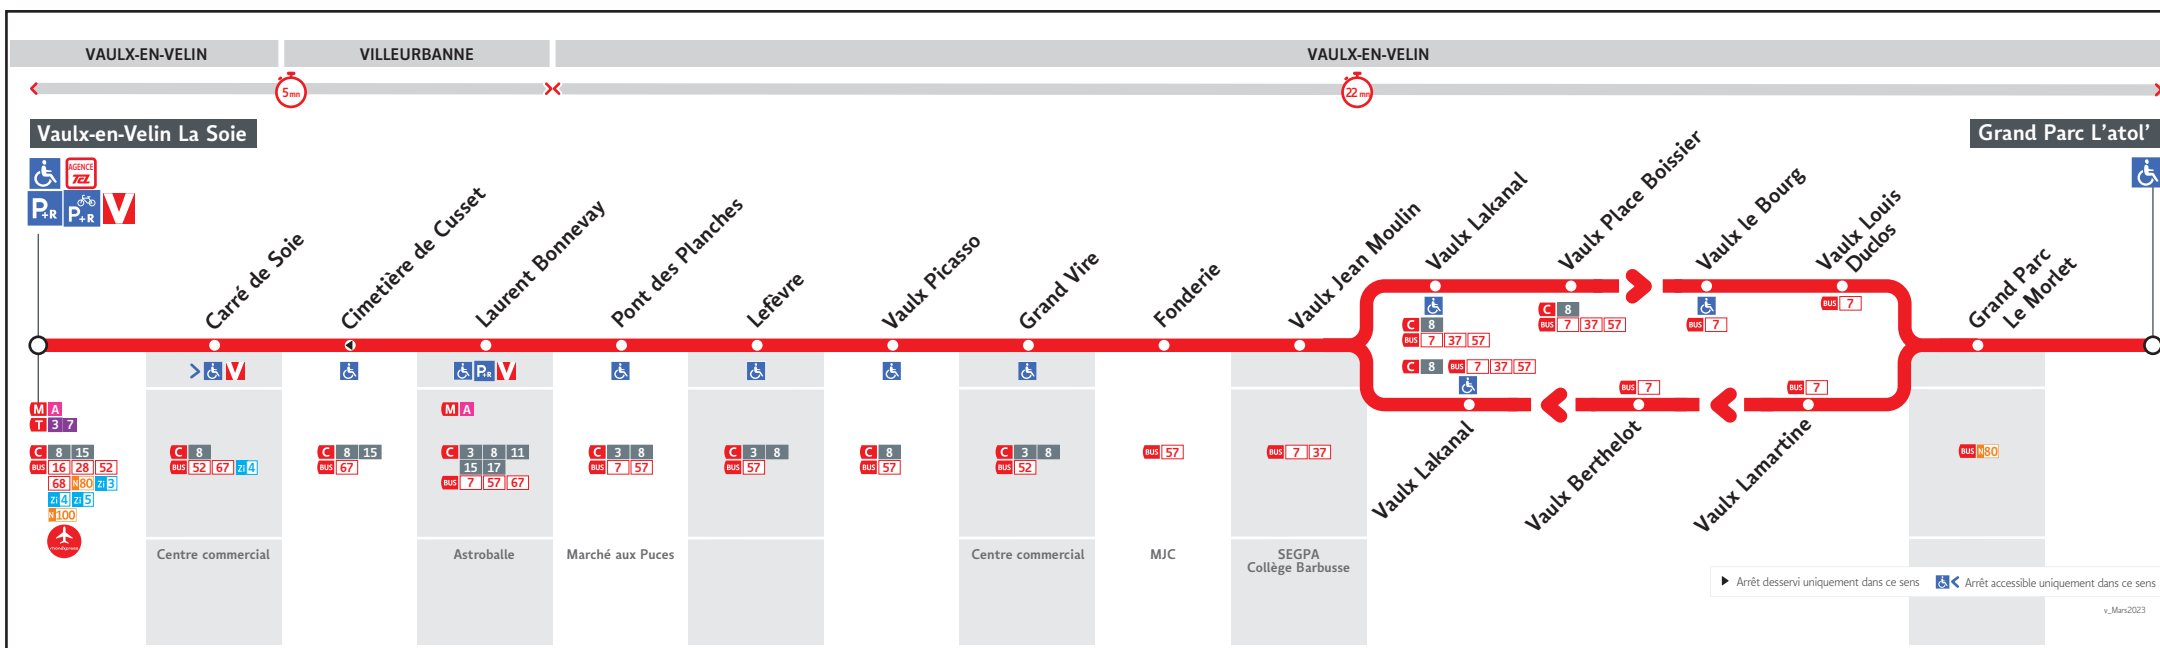 VAULX-EN-VELIN
VILLEURBANNE
VAULX-EN-VELIN
5 mn
22 mn
Vaulx-en-Velin La Soie
Grand Parc L’atol’
AGENCE
TCL
P+R
P+R
V
Carré de Soie
Cimetière de Cusset
Laurent Bonnevay
Pont des Planches
Lefèvre
Vaulx Picasso
Grand Vire
Fonderie
Vaulx Jean Moulin
Vaulx Lakanal
Vaulx Place Boissier
Vaulx le Bourg
Vaulx Louis
Duclos
Grand Parc
Le Morlet
C 8
BUS 7 37 57
C 8
BUS 7 37 57
BUS 7
BUS 7
C 8 BUS 7 37 57
BUS 7
BUS 7
Vaulx Lakanal
Vaulx Berthelot
Vaulx Lamartine
V
P+R V
M A
T 3 7
C 8 15
BUS 16 28 52
68 N80 Zi 3
Zi 4 Zi 5
N100
rhônexpress
C 8
BUS 52 67 Zi 4
C 8 15
BUS 67
M A
C 3 8 11
15 17
BUS 7 57 67
C 3 8
BUS 7 57
C 3 8
BUS 57
C 8
BUS 57
C 3 8
BUS 52
BUS 57
BUS 7 37
BUS N80
Centre commercial
Astroballe
Marché aux Puces
Centre commercial
MJC
SEGPA
Collège Barbusse
Arrêt desservi uniquement dans ce sens
Arrêt accessible uniquement dans ce sens
v_Mars2023